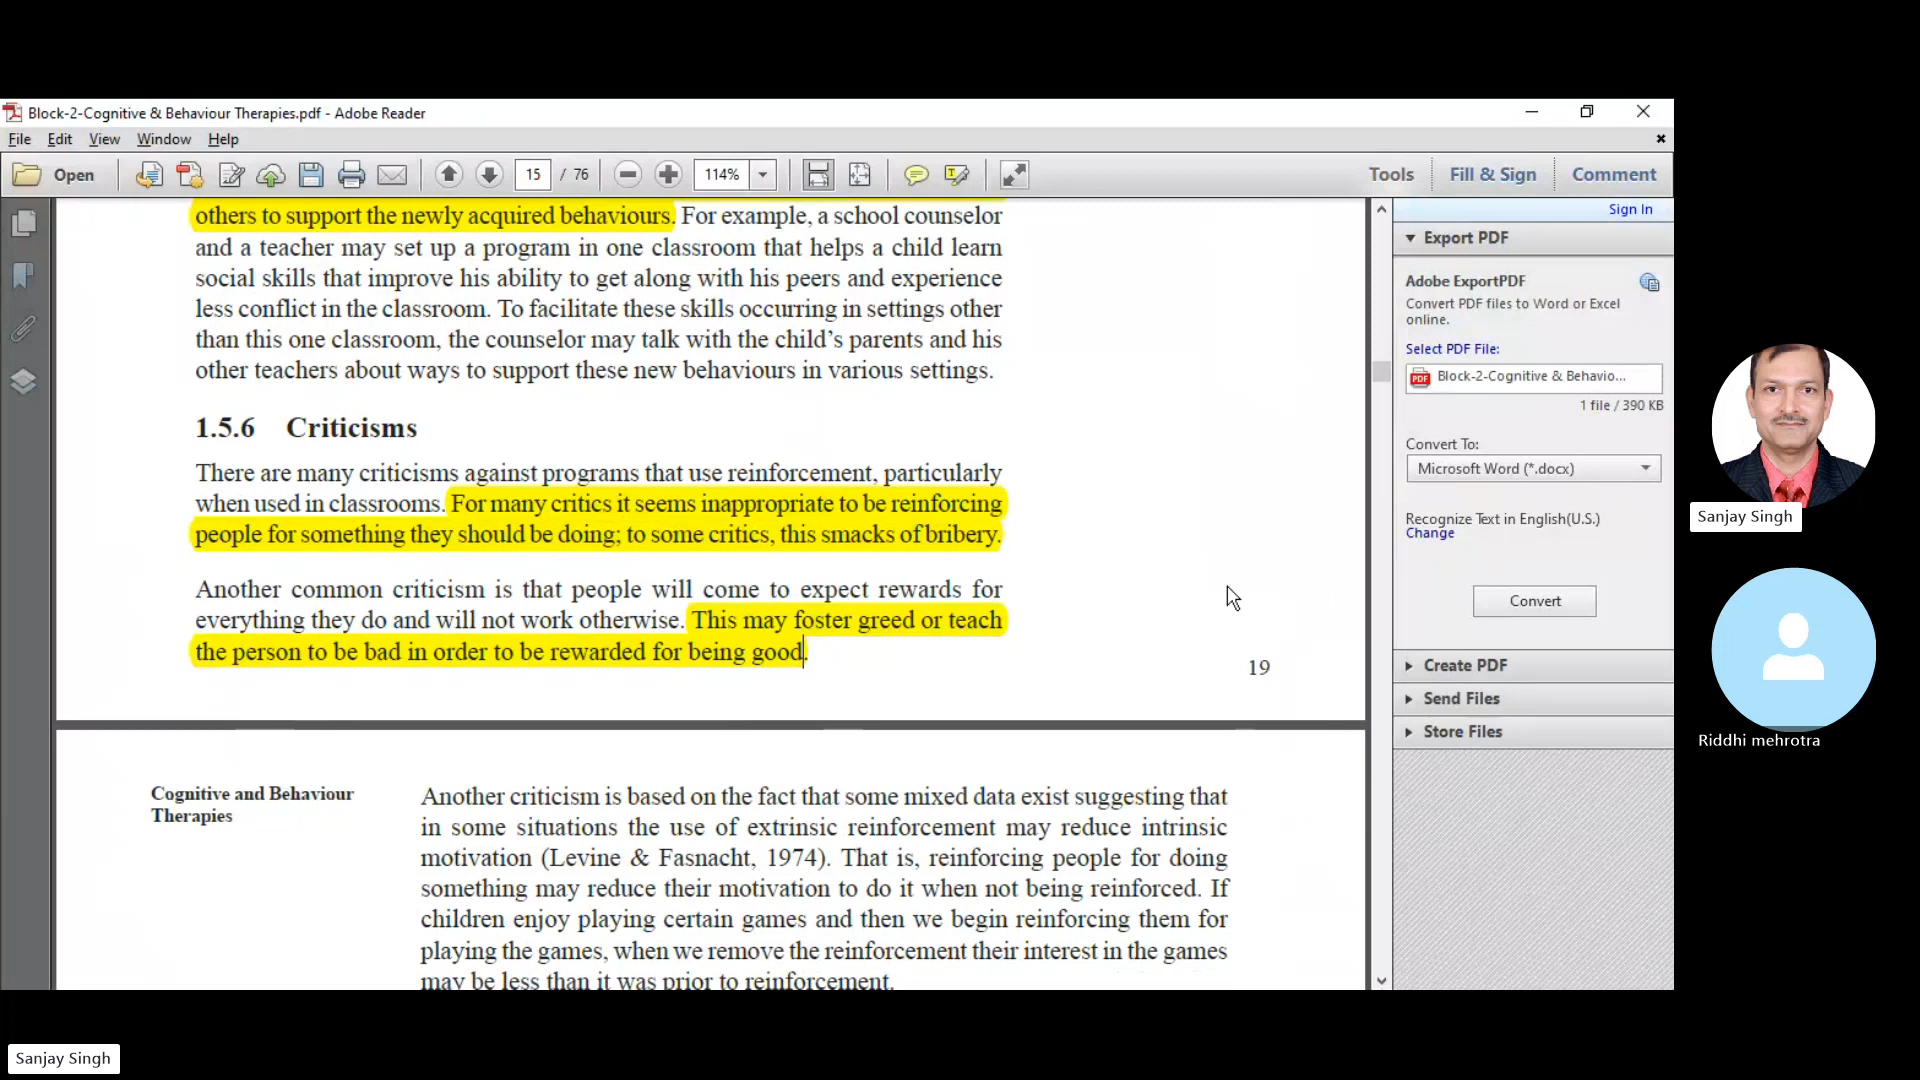 Block-2-Cognitive & Behaviour Therapies.pdf - Adobe Reader
File Edit View Window Help
Open 15 / 76 114% Tools Fill & Sign Comment
Sign In
others to support the newly acquired behaviours. For example, a school counselor
and a teacher may set up a program in one classroom that helps a child learn
social skills that improve his ability to get along with his peers and experience
less conflict in the classroom. To facilitate these skills occurring in settings other
than this one classroom, the counselor may talk with the child’s parents and his
other teachers about ways to support these new behaviours in various settings.
1.5.6 Criticisms
There are many criticisms against programs that use reinforcement, particularly
when used in classrooms. For many critics it seems inappropriate to be reinforcing
people for something they should be doing; to some critics, this smacks of bribery.
Another common criticism is that people will come to expect rewards for
everything they do and will not work otherwise. This may foster greed or teach
the person to be bad in order to be rewarded for being good.
19
Cognitive and Behaviour
Therapies
Another criticism is based on the fact that some mixed data exist suggesting that
in some situations the use of extrinsic reinforcement may reduce intrinsic
motivation (Levine & Fasnacht, 1974). That is, reinforcing people for doing
something may reduce their motivation to do it when not being reinforced. If
children enjoy playing certain games and then we begin reinforcing them for
playing the games, when we remove the reinforcement their interest in the games
may be less than it was prior to reinforcement.
Export PDF
Adobe ExportPDF
Convert PDF files to Word or Excel
online.
Select PDF File:
PDF Block-2-Cognitive & Behavio...
1 file / 390 KB
Convert To:
Microsoft Word (*.docx)
Recognize Text in English(U.S.)
Change
Convert
Create PDF
Send Files
Store Files
Sanjay Singh
Riddhi mehrotra
Sanjay Singh